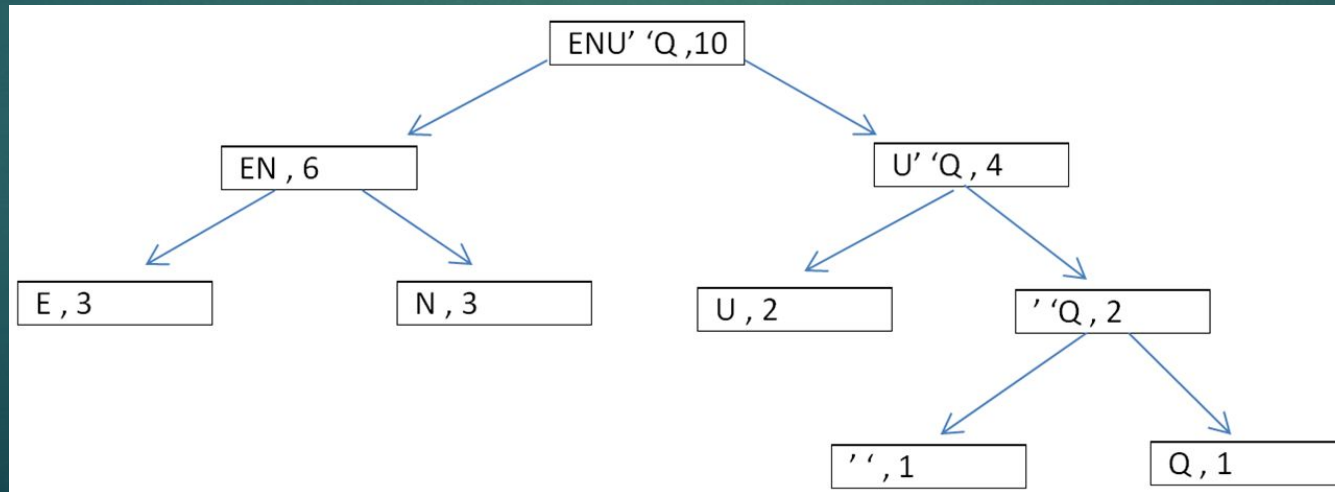 ENU’ ‘Q ,10
EN , 6
U’ ‘Q , 4
E , 3
N , 3
U , 2
’ ‘Q , 2
’ ‘ , 1
Q , 1